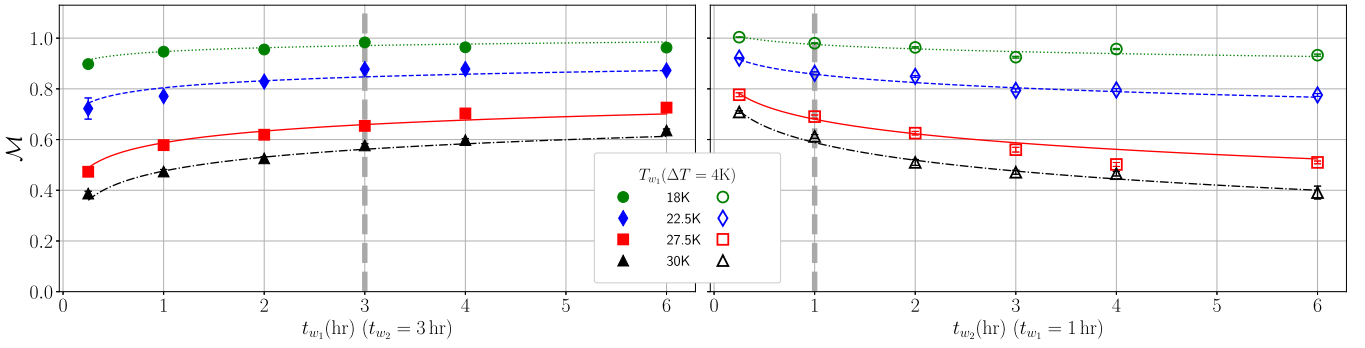 1.0
0.8
0.6
0.4
0.2
0.0
ℳ
0 1 2 3 4 5 6
0 1 2 3 4 5 6
t_{w_1}(hr) (t_{w_2} = 3 hr)
t_{w_2}(hr) (t_{w_1} = 1 hr)
T_{w_1}(ΔT = 4K)
18K
22.5K
27.5K
30K